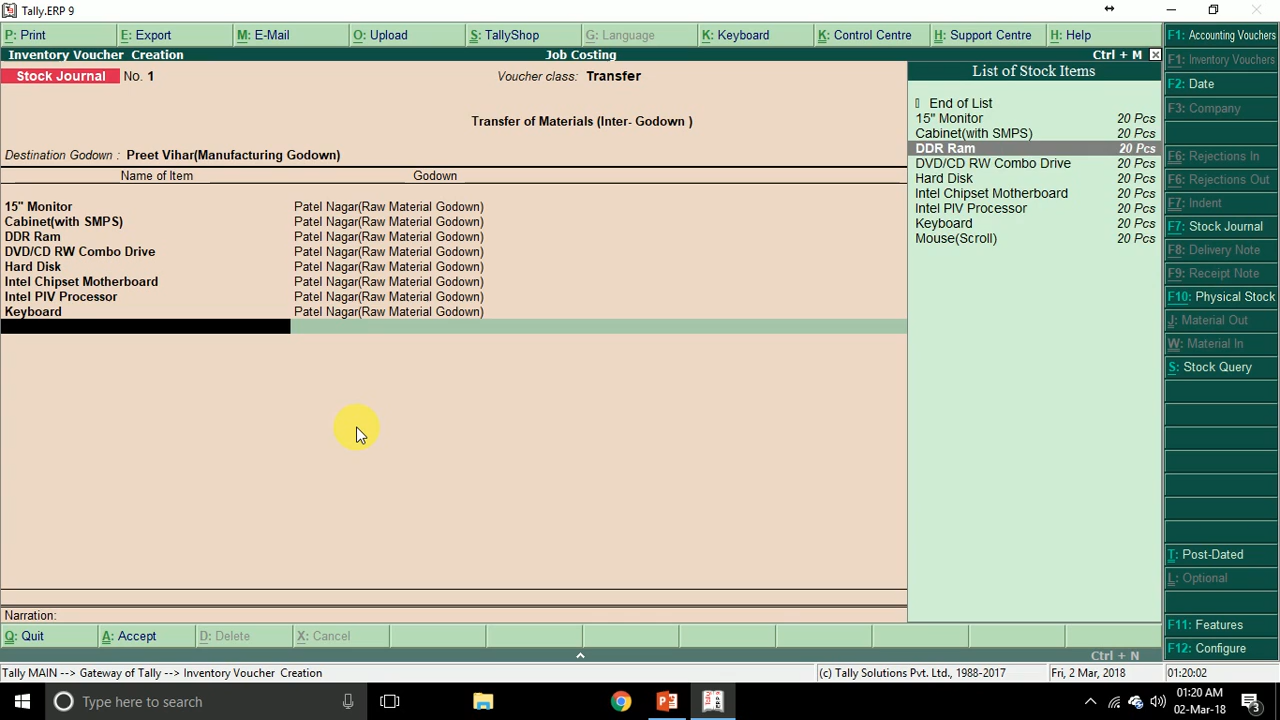 Tally.ERP 9
P: Print E: Export M: E-Mail O: Upload S: TallyShop G: Language K: Keyboard K: Control Centre H: Support Centre H: Help
Inventory Voucher Creation Job Costing Ctrl + M
Stock Journal No. 1 Voucher class: Transfer
Transfer of Materials (Inter- Godown )
Destination Godown : Preet Vihar(Manufacturing Godown)
Name of Item Godown
15" Monitor Patel Nagar(Raw Material Godown)
Cabinet(with SMPS) Patel Nagar(Raw Material Godown)
DDR Ram Patel Nagar(Raw Material Godown)
DVD/CD RW Combo Drive Patel Nagar(Raw Material Godown)
Hard Disk Patel Nagar(Raw Material Godown)
Intel Chipset Motherboard Patel Nagar(Raw Material Godown)
Intel PIV Processor Patel Nagar(Raw Material Godown)
Keyboard Patel Nagar(Raw Material Godown)
Narration:
List of Stock Items
End of List
15" Monitor 20 Pcs
Cabinet(with SMPS) 20 Pcs
DDR Ram 20 Pcs
DVD/CD RW Combo Drive 20 Pcs
Hard Disk 20 Pcs
Intel Chipset Motherboard 20 Pcs
Intel PIV Processor 20 Pcs
Keyboard 20 Pcs
Mouse(Scroll) 20 Pcs
F1: Accounting Vouchers
F1: Inventory Vouchers
F2: Date
F3: Company
F6: Rejections In
F6: Rejections Out
F7: Indent
F7: Stock Journal
F8: Delivery Note
F9: Receipt Note
F10: Physical Stock
J: Material Out
W: Material In
S: Stock Query
T: Post-Dated
L: Optional
F11: Features
F12: Configure
Q: Quit A: Accept D: Delete X: Cancel
Ctrl + N
Tally MAIN --> Gateway of Tally --> Inventory Voucher Creation (c) Tally Solutions Pvt. Ltd., 1988-2017 Fri, 2 Mar, 2018 01:20:02
Type here to search
01:20 AM
02-Mar-18
3